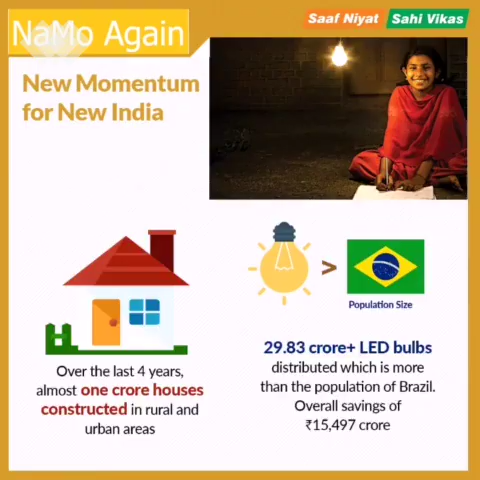 NaMo Again
Saaf Niyat Sahi Vikas
New Momentum
for New India
>
Population Size
Over the last 4 years,
almost one crore houses
constructed in rural and
urban areas
29.83 crore+ LED bulbs
distributed which is more
than the population of Brazil.
Overall savings of
₹15,497 crore